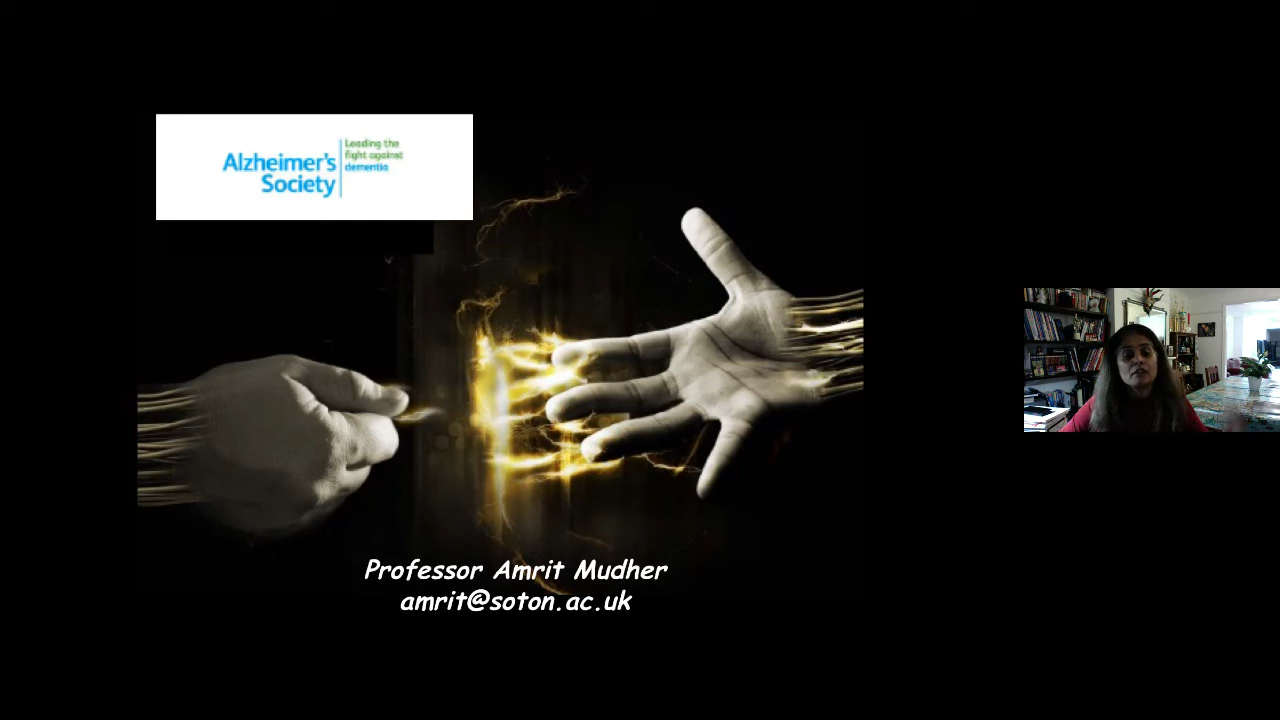 Alzheimer's
Society
Leading the
fight against
dementia
Professor Amrit Mudher
amrit@soton.ac.uk